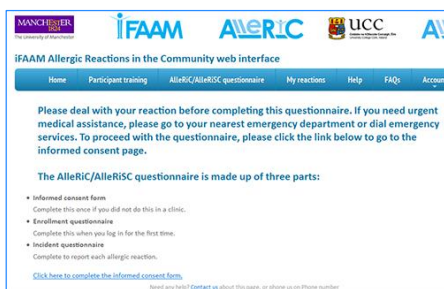 MANCHESTER
1824
The University of Manchester
iFAAM
AlleRiC
UCC
iFAAM Allergic Reactions in the Community web interface
Home Participant training AlleRiC/AlleRiSC questionnaire My reactions Help FAQs Accoun
Please deal with your reaction before completing this questionnaire. If you need urgent
medical assistance, please go to your nearest emergency department or dial emergency
services. To proceed with the questionnaire, please click the link below to go to the
informed consent page.
The AlleRiC/AlleRiSC questionnaire is made up of three parts:
• Informed consent form
Complete this once if you did not do this in a clinic.
• Enrollment questionnaire
Complete this when you log in for the first time.
• Incident questionnaire
Complete to report each allergic reaction.
Click here to complete the informed consent form.
Need any help? Contact us about this page, or phone us on Phone number